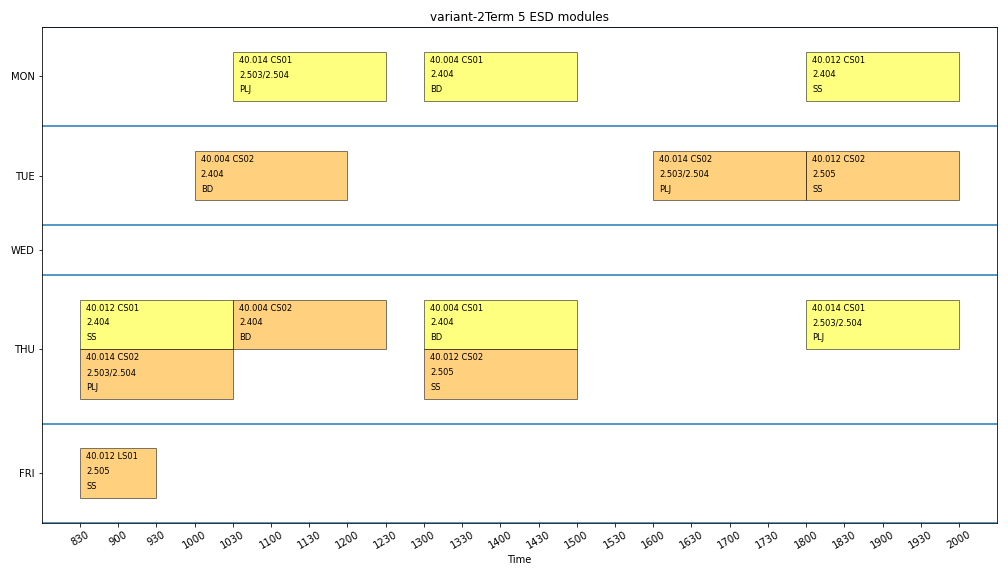 variant-2Term 5 ESD modules
MON
40.014 CS01
2.503/2.504
PLJ
40.004 CS01
2.404
BD
40.012 CS01
2.404
SS
TUE
40.004 CS02
2.404
BD
40.014 CS02
2.503/2.504
PLJ
40.012 CS02
2.505
SS
WED
THU
40.012 CS01
2.404
SS
40.004 CS02
2.404
BD
40.004 CS01
2.404
BD
40.014 CS01
2.503/2.504
PLJ
40.014 CS02
2.503/2.504
PLJ
40.012 CS02
2.505
SS
FRI
40.012 LS01
2.505
SS
830 900 930 1000 1030 1100 1130 1200 1230 1300 1330 1400 1430 1500 1600 1630 1700 1730 1800 1830 1900 1930 2000
Time